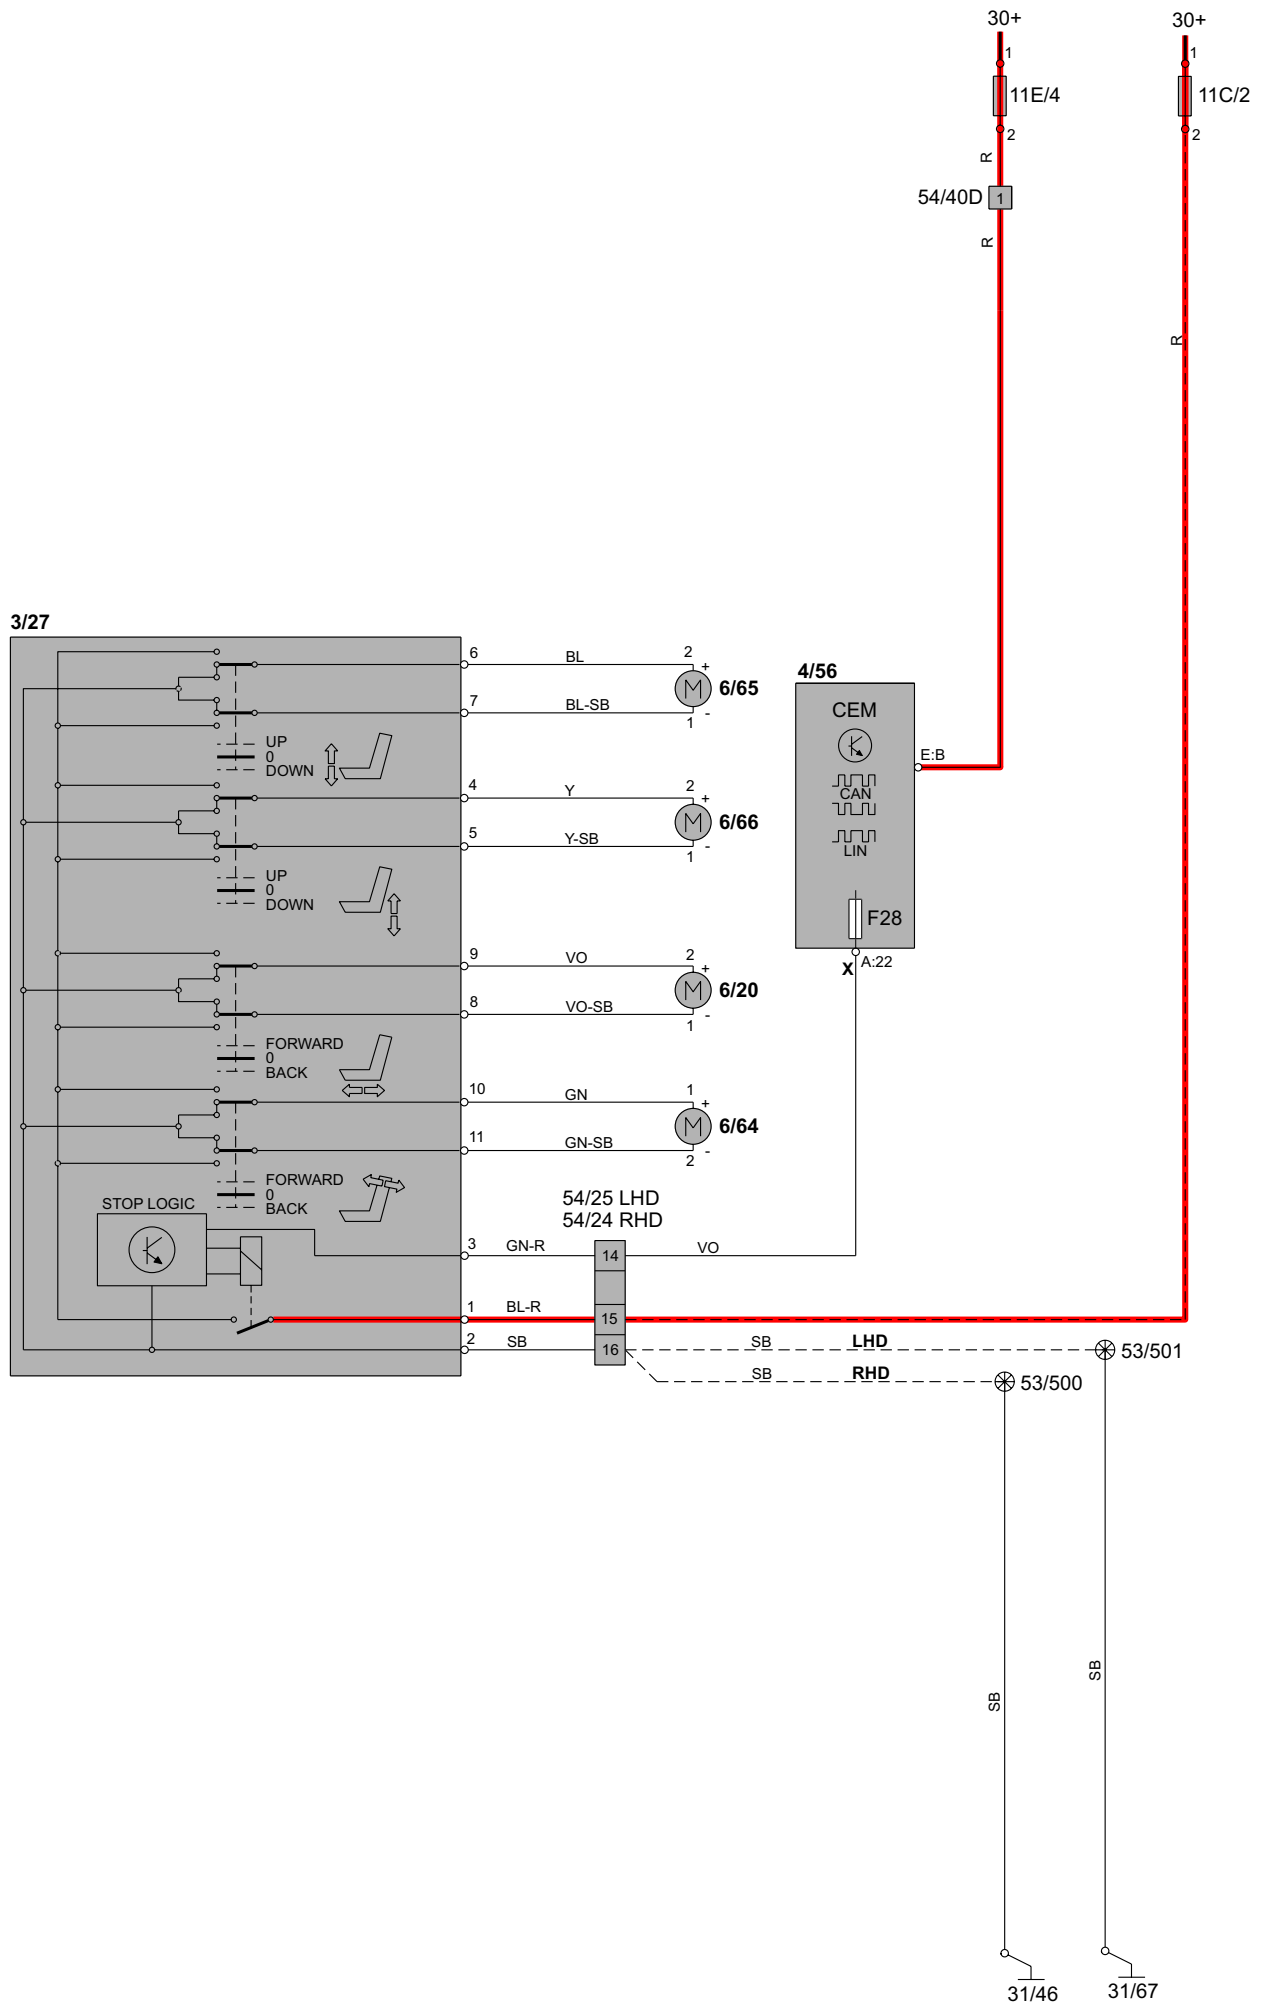 30+
30+
1
1
11E/4
11C/2
2
2
R
54/40D
1
R
R
3/27
6
BL
2
+
6/65
7
BL-SB
1
-
UP
0
DOWN
4
Y
2
+
6/66
5
Y-SB
1
-
UP
0
DOWN
4/56
CEM
E:B
CAN
LIN
F28
X
A:22
9
VO
2
+
6/20
8
VO-SB
1
-
FORWARD
0
BACK
10
GN
1
+
6/64
11
GN-SB
2
-
FORWARD
0
BACK
STOP LOGIC
54/25 LHD
54/24 RHD
3
GN-R
14
VO
1
BL-R
15
2
SB
16
SB
LHD
53/501
SB
RHD
53/500
SB
SB
31/46
31/67